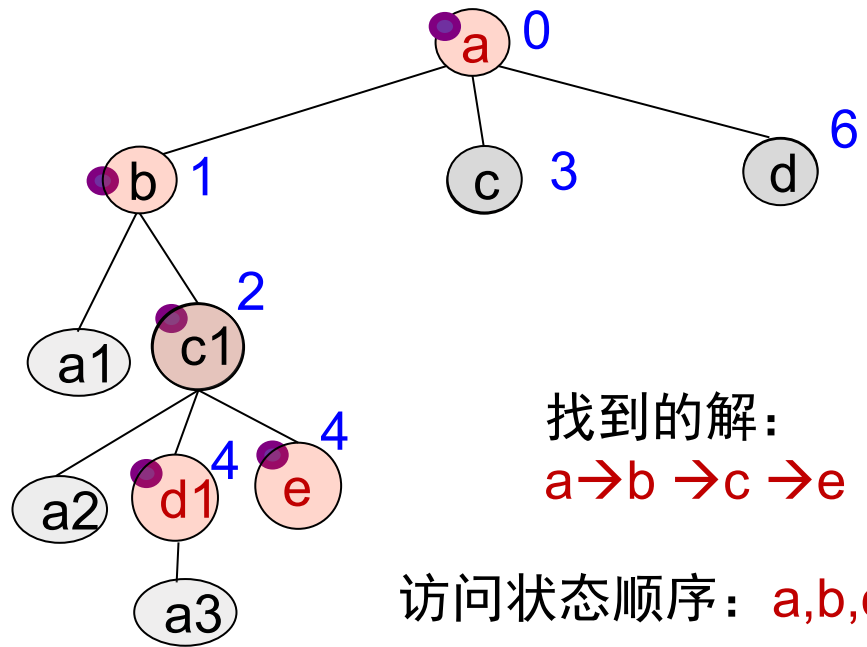 a 0
b 1 c 3 d 6
a1 c1 2
a2 d1 4 e 4
a3
找到的解：
a→b →c →e
访问状态顺序：a,b,